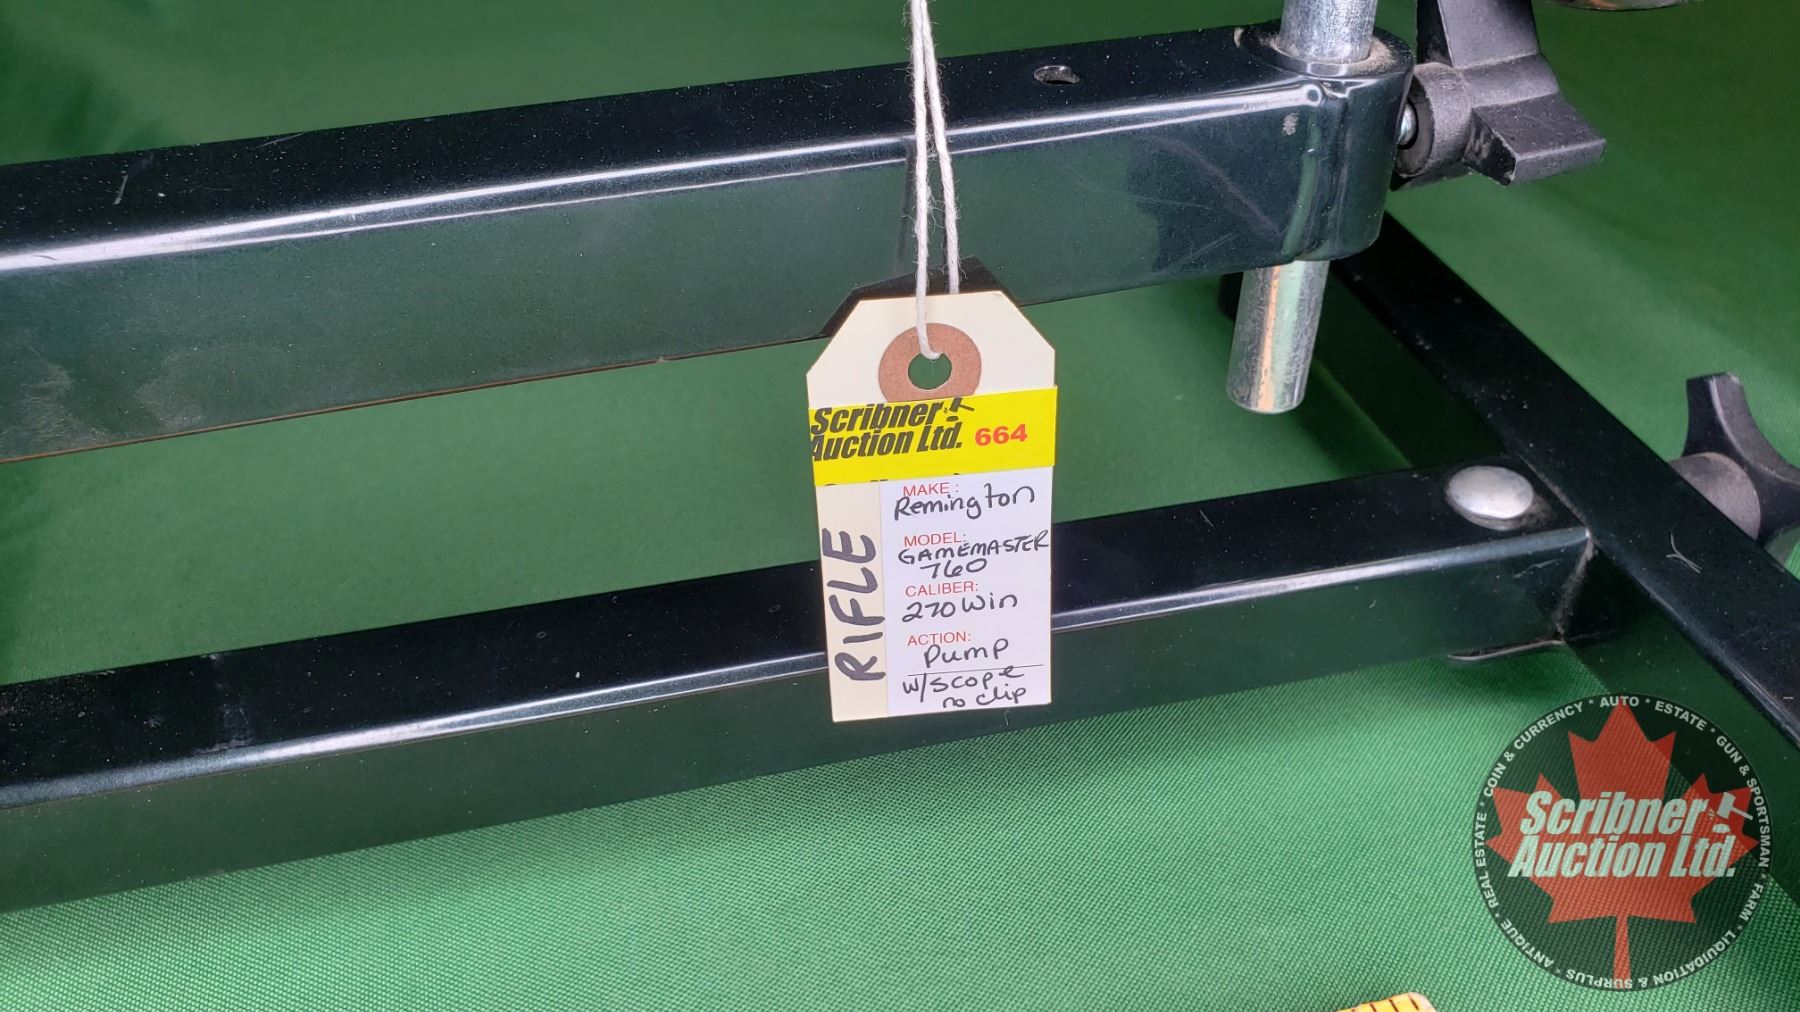 Scribner
Auction Ltd. 664
MAKE:
Remington
MODEL:
GAMEMASTER
760
CALIBER:
270 Win
ACTION:
Pump
w/scope
no clip
RIFLE
COIN & CURRENCY * AUTO * ESTATE * GUN & SPORTSMAN * FARM * LIQUIDATION & SURPLUS * ANTIQUE * REAL ESTATE *
Scribner
Auction Ltd.